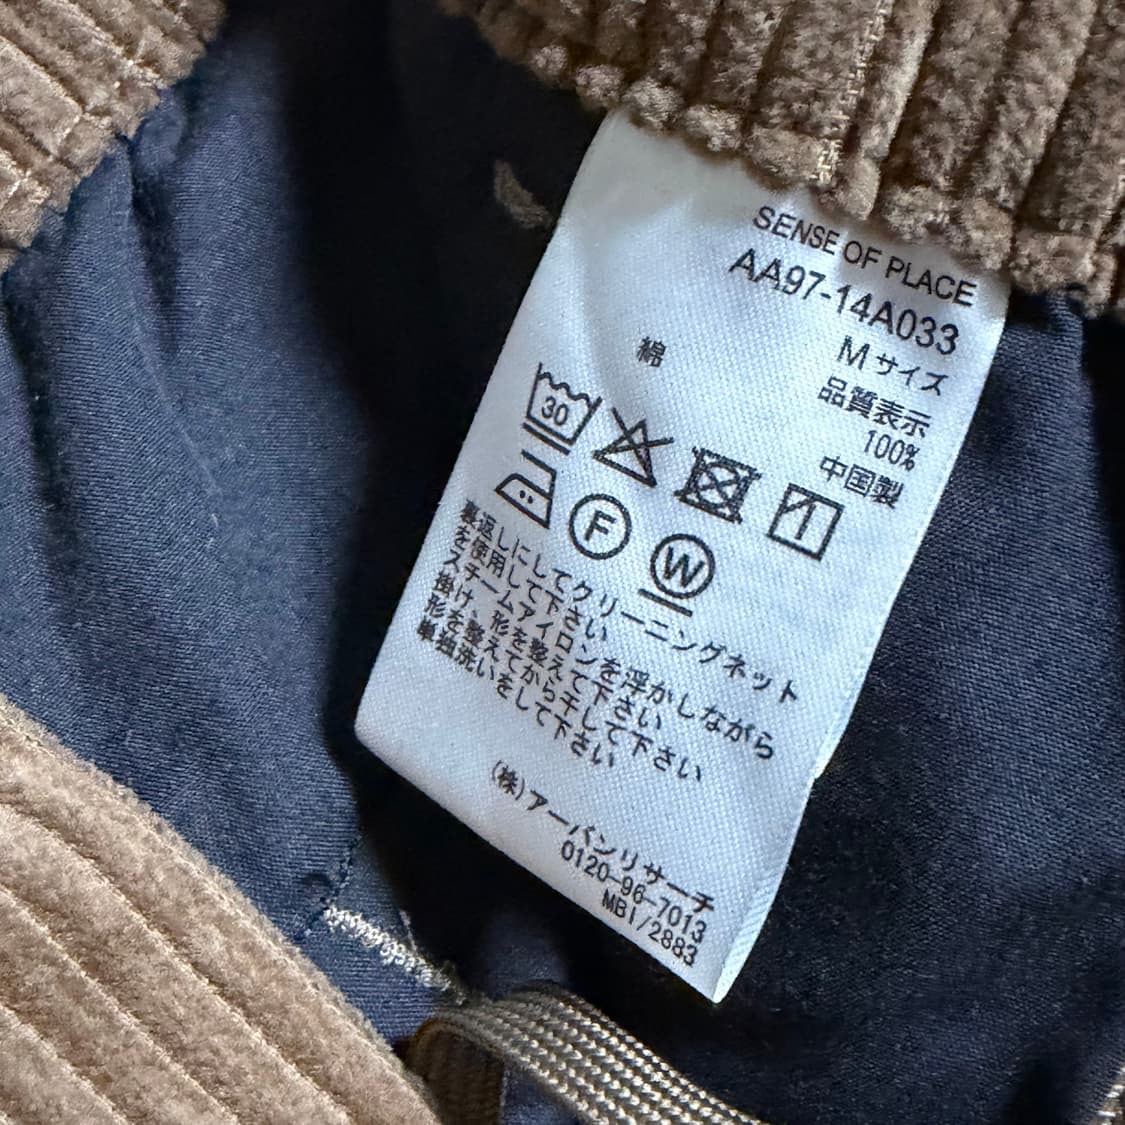 SENSE OF PLACE
AA97-14A033
M サイズ
品質表示
綿 100%
中国製
30
F
W
裏返しにしてクリーニングネット
を使用して下さい
スチームアイロンを浮かしながら
掛け、形を整えて下さい
形を整えてから干して下さい
単独洗いをして下さい
(株)アーバンリサーチ
0120-96-7013
MBI/2883